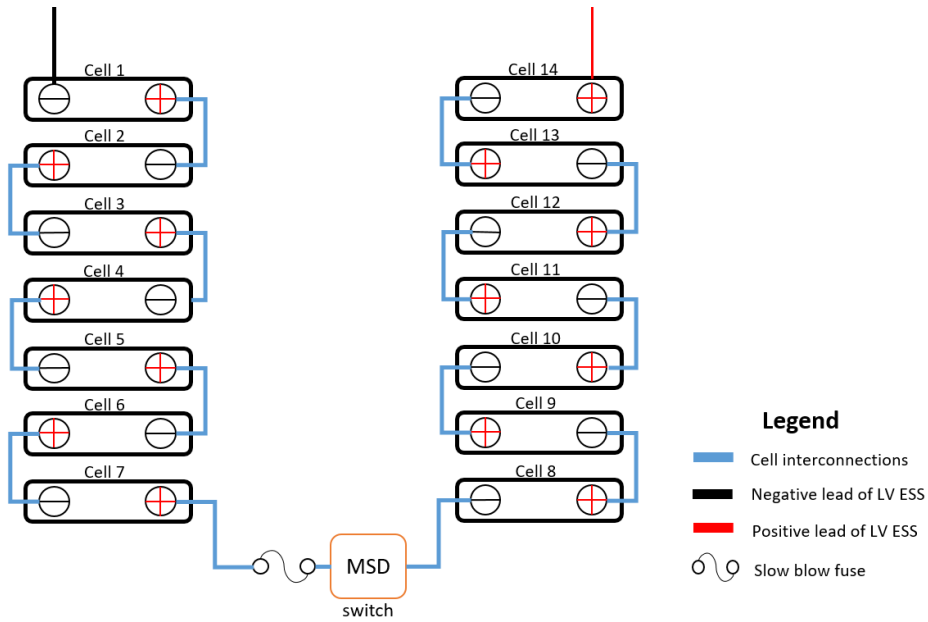 Cell 1
Cell 2
Cell 3
Cell 4
Cell 5
Cell 6
Cell 7
Cell 14
Cell 13
Cell 12
Cell 11
Cell 10
Cell 9
Cell 8
MSD
switch
Legend
Cell interconnections
Negative lead of LV ESS
Positive lead of LV ESS
Slow blow fuse